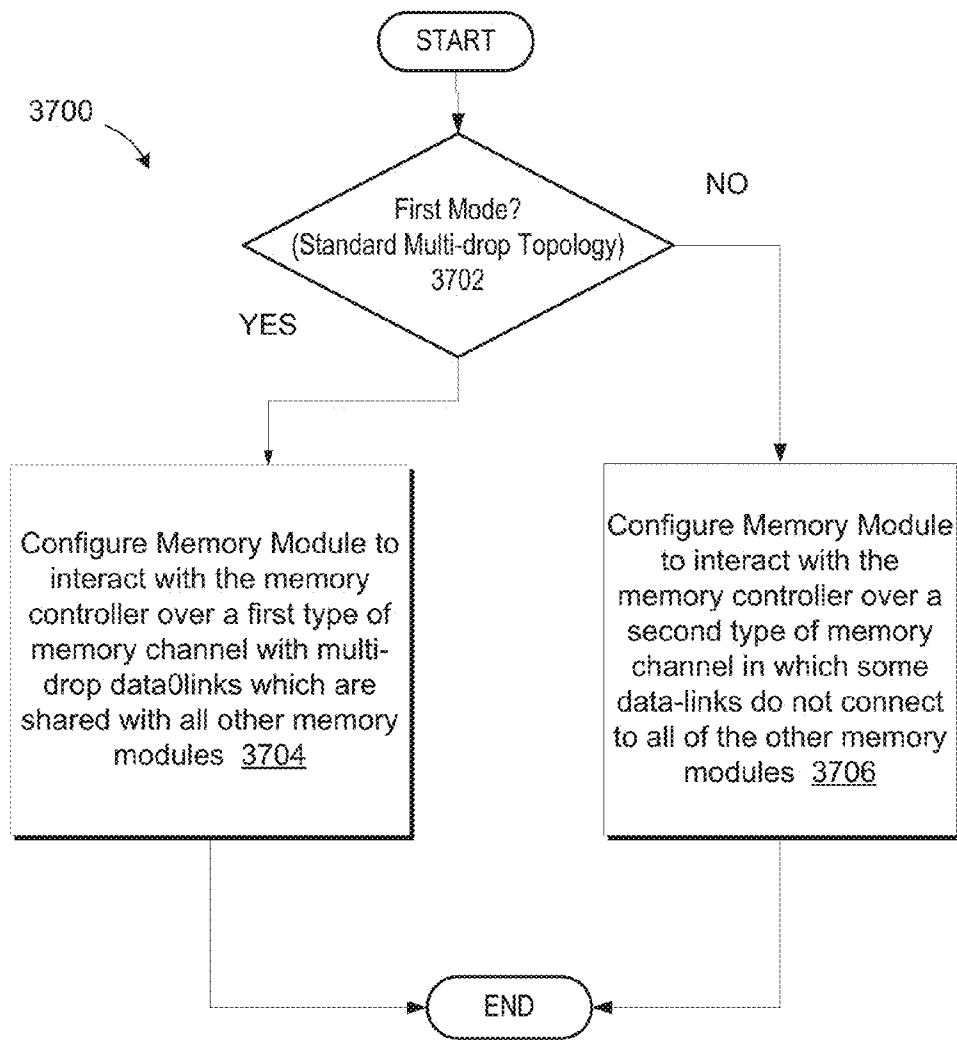 START
3700
NO
First Mode?
(Standard Multi-drop Topology)
3702
YES
Configure Memory Module to
interact with the memory
controller over a first type of
memory channel with multi-
drop data0links which are
shared with all other memory
modules 3704
Configure Memory Module
to interact with the
memory controller over a
second type of memory
channel in which some
data-links do not connect
to all of the other memory
modules 3706
END